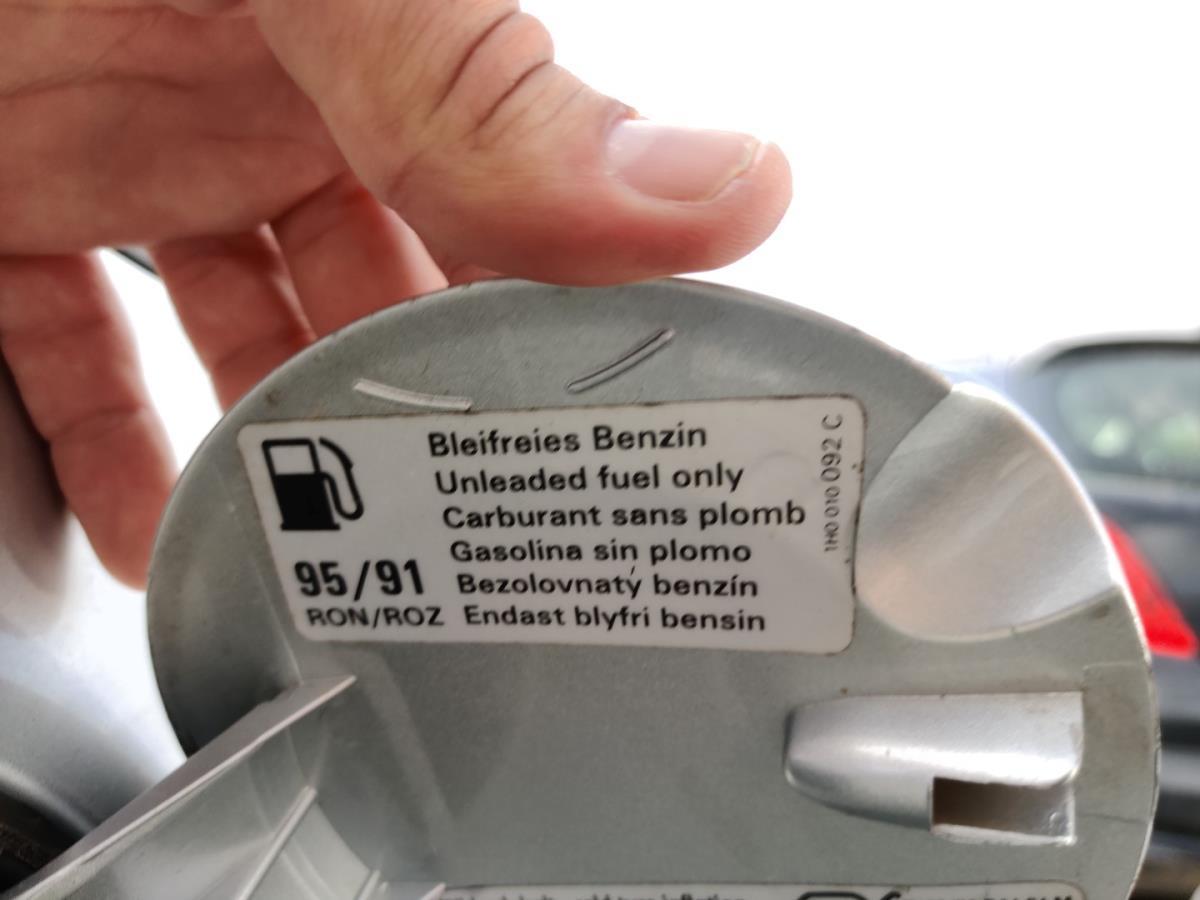 Bleifreies Benzin
Unleaded fuel only
Carburant sans plomb
Gasolina sin plomo
Bezolovnatý benzín
Endast blyfri bensin
95/91
RON/ROZ
1H0 010 092 C